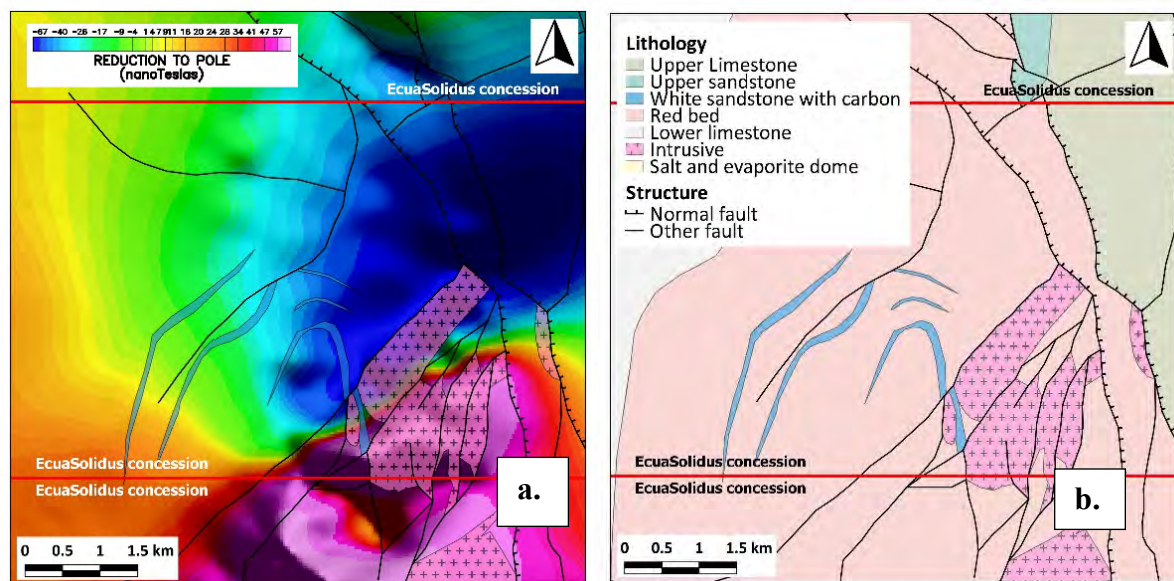 -67 -40 -26 -17 -9 -4 1 4 7 9 11 16 20 24 28 34 41 47 57
REDUCTION TO POLE
(nanoTeslas)
EcuaSolidus concession
EcuaSolidus concession
EcuaSolidus concession
a.
0 0.5 1 1.5 km
Lithology
Upper Limestone
Upper sandstone
White sandstone with carbon
Red bed
Lower limestone
Intrusive
Salt and evaporite dome
Structure
Normal fault
Other fault
EcuaSolidus concession
EcuaSolidus concession
EcuaSolidus concession
b.
0 0.5 1 1.5 km